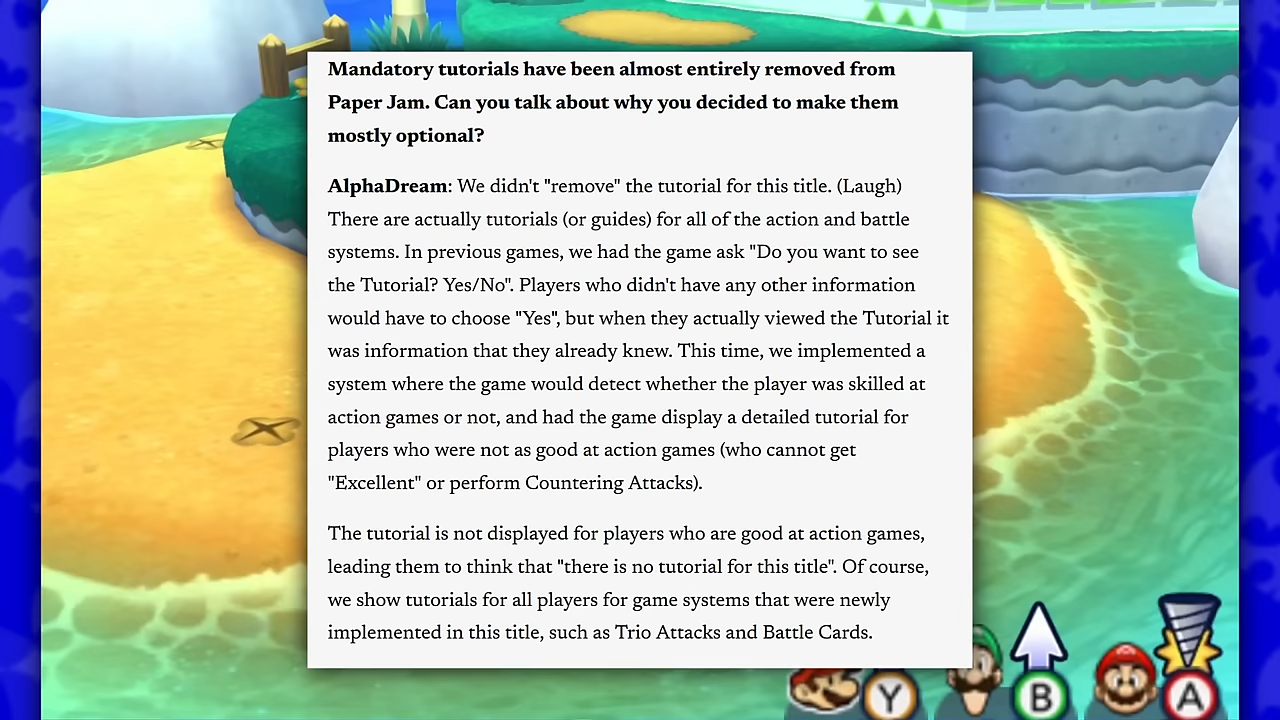 Mandatory tutorials have been almost entirely removed from
Paper Jam. Can you talk about why you decided to make them
mostly optional?
AlphaDream: We didn't "remove" the tutorial for this title. (Laugh)
There are actually tutorials (or guides) for all of the action and battle
systems. In previous games, we had the game ask "Do you want to see
the Tutorial? Yes/No". Players who didn't have any other information
would have to choose "Yes", but when they actually viewed the Tutorial it
was information that they already knew. This time, we implemented a
system where the game would detect whether the player was skilled at
action games or not, and had the game display a detailed tutorial for
players who were not as good at action games (who cannot get
"Excellent" or perform Countering Attacks).
The tutorial is not displayed for players who are good at action games,
leading them to think that "there is no tutorial for this title". Of course,
we show tutorials for all players for game systems that were newly
implemented in this title, such as Trio Attacks and Battle Cards.
Y B A